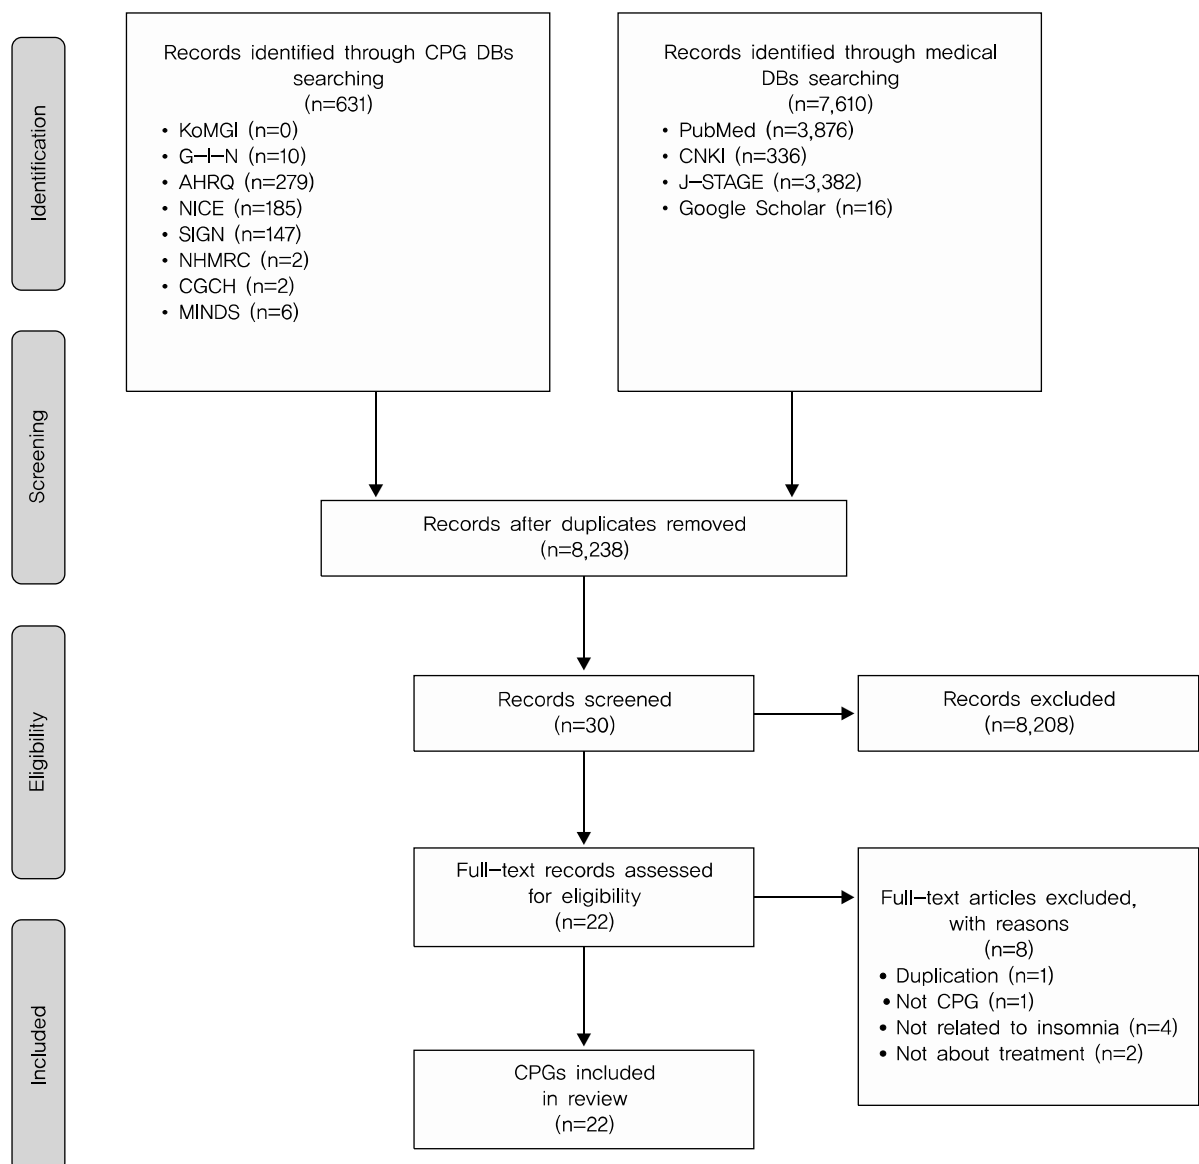 Identification
Records identified through CPG DBs
searching
(n=631)
• KoMGI (n=0)
• G-I-N (n=10)
• AHRQ (n=279)
• NICE (n=185)
• SIGN (n=147)
• NHMRC (n=2)
• CGCH (n=2)
• MINDS (n=6)
Records identified through medical
DBs searching
(n=7,610)
• PubMed (n=3,876)
• CNKI (n=336)
• J-STAGE (n=3,382)
• Google Scholar (n=16)
Screening
Records after duplicates removed
(n=8,238)
Eligibility
Records screened
(n=30)
Records excluded
(n=8,208)
Full-text records assessed
for eligibility
(n=22)
Full-text articles excluded,
with reasons
(n=8)
• Duplication (n=1)
• Not CPG (n=1)
• Not related to insomnia (n=4)
• Not about treatment (n=2)
Included
CPGs included
in review
(n=22)